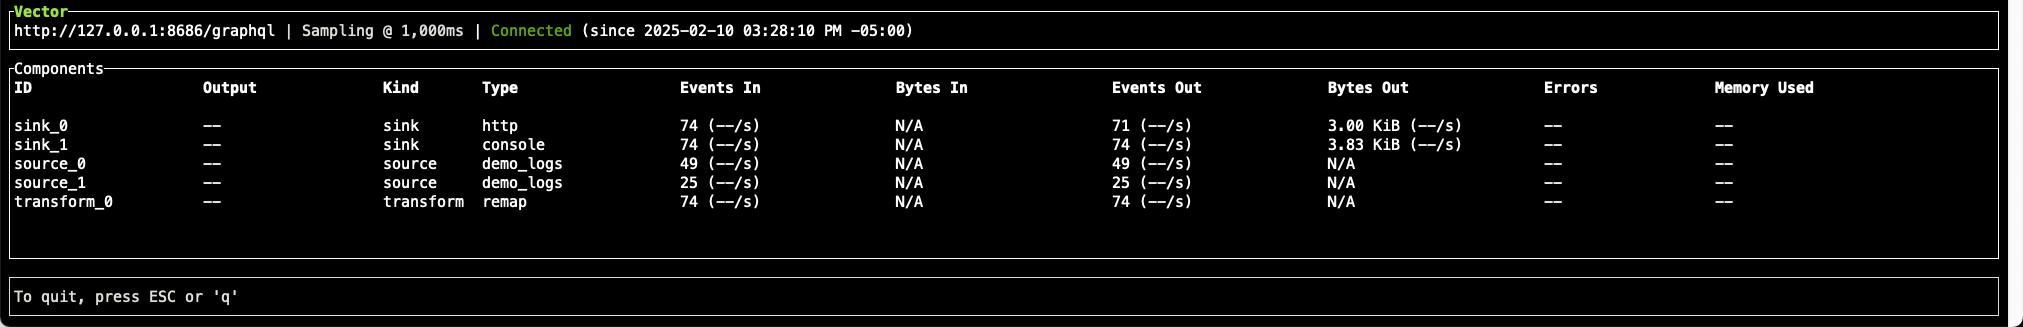 Vector
http://127.0.0.1:8686/graphql | Sampling @ 1,000ms | Connected (since 2025-02-10 03:28:10 PM -05:00)
Components
ID Output Kind Type Events In Bytes In Events Out Bytes Out Errors Memory Used
sink_0 -- sink http 74 (--/s) N/A 71 (--/s) 3.00 KiB (--/s) -- --
sink_1 -- sink console 74 (--/s) N/A 74 (--/s) 3.83 KiB (--/s) -- --
source_0 -- source demo_logs 49 (--/s) N/A 49 (--/s) N/A -- --
source_1 -- source demo_logs 25 (--/s) N/A 25 (--/s) N/A -- --
transform_0 -- transform remap 74 (--/s) N/A 74 (--/s) N/A -- --
To quit, press ESC or 'q'